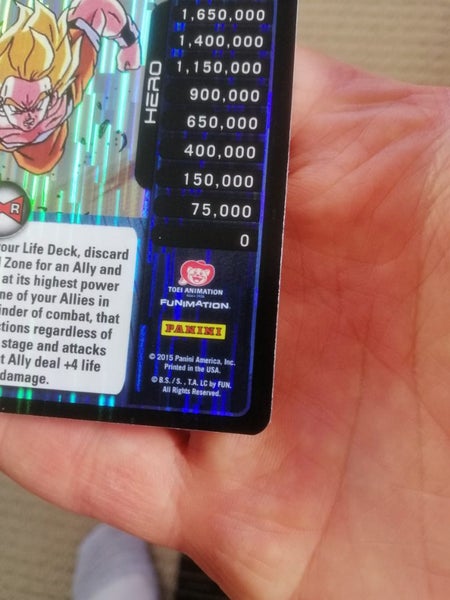 1,650,000
1,400,000
1,150,000
900,000
650,000
400,000
150,000
75,000
0
HERO
R
our Life Deck, discard
Zone for an Ally and
at its highest power
ne of your Allies in
inder of combat, that
ctions regardless of
stage and attacks
t Ally deal +4 life
damage.
TOEI ANIMATION
FUNIMATION
PANINI
© 2015 Panini America, Inc.
Printed in the USA.
© B.S./S., T.A. LC by FUN.
All Rights Reserved.